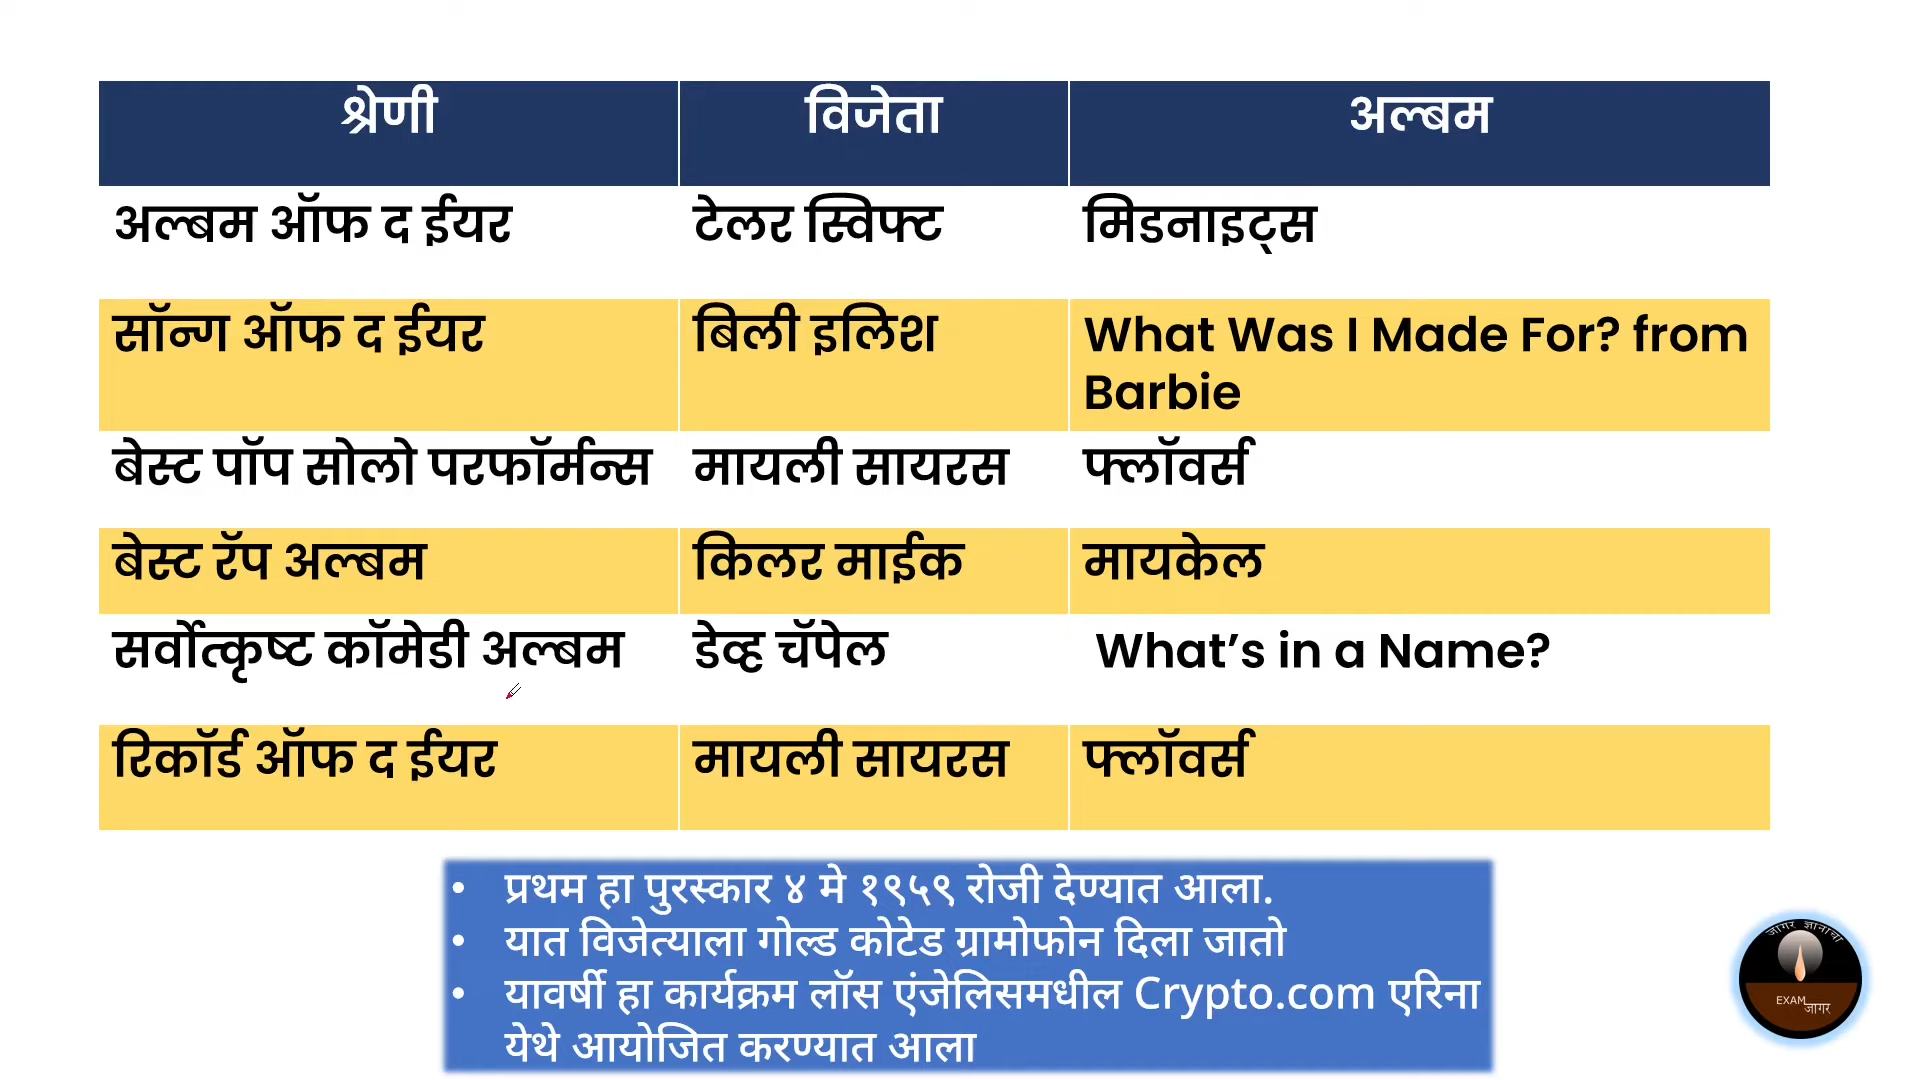 श्रेणी विजेता अल्बम
अल्बम ऑफ द ईयर टेलर स्विफ्ट मिडनाइट्स
सॉन्ग ऑफ द ईयर बिली इलिश What Was I Made For? from
Barbie
बेस्ट पॉप सोलो परफॉर्मन्स मायली सायरस फ्लॉवर्स
बेस्ट रॅप अल्बम किलर माईक मायकेल
सर्वोत्कृष्ट कॉमेडी अल्बम डेव्ह चॅपेल What’s in a Name?
रिकॉर्ड ऑफ द ईयर मायली सायरस फ्लॉवर्स
• प्रथम हा पुरस्कार ४ मे १९५९ रोजी देण्यात आला.
• यात विजेत्याला गोल्ड कोटेड ग्रामोफोन दिला जातो
• यावर्षी हा कार्यक्रम लॉस एंजेलिसमधील Crypto.com एरिना
येथे आयोजित करण्यात आला
जागर ज्ञानाचा
EXAM जागर